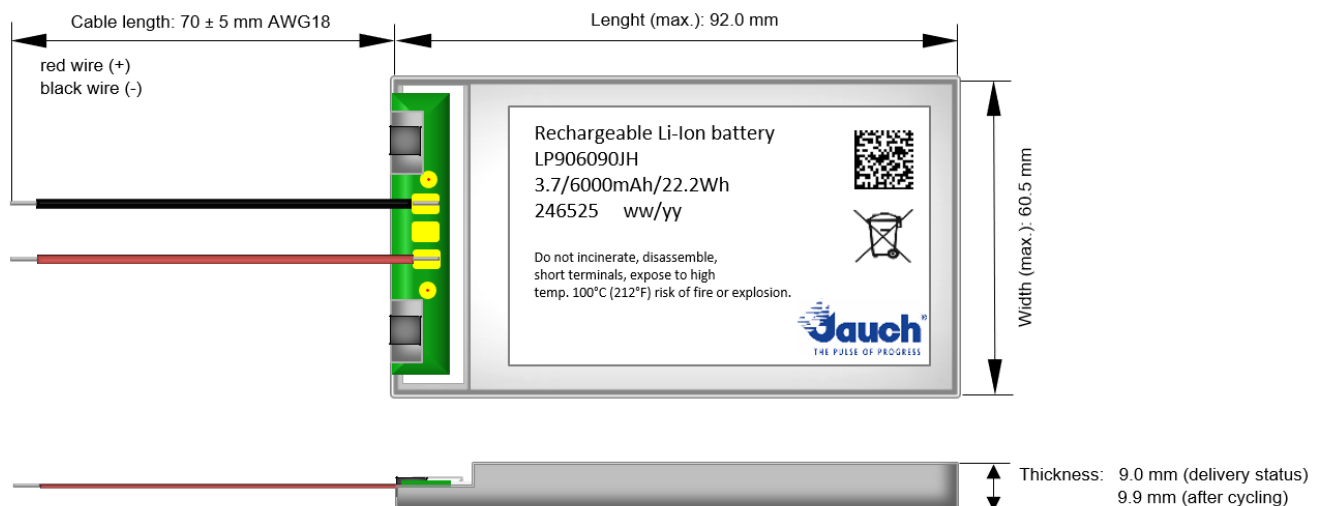 Cable length: 70 ± 5 mm AWG18
Lenght (max.): 92.0 mm
red wire (+)
black wire (-)
Rechargeable Li-Ion battery
LP906090JH
3.7/6000mAh/22.2Wh
246525 ww/yy
Do not incinerate, disassemble,
short terminals, expose to high
temp. 100°C (212°F) risk of fire or explosion.
Jauch®
THE PULSE OF PROGRESS
Width (max.): 60.5 mm
Thickness: 9.0 mm (delivery status)
9.9 mm (after cycling)